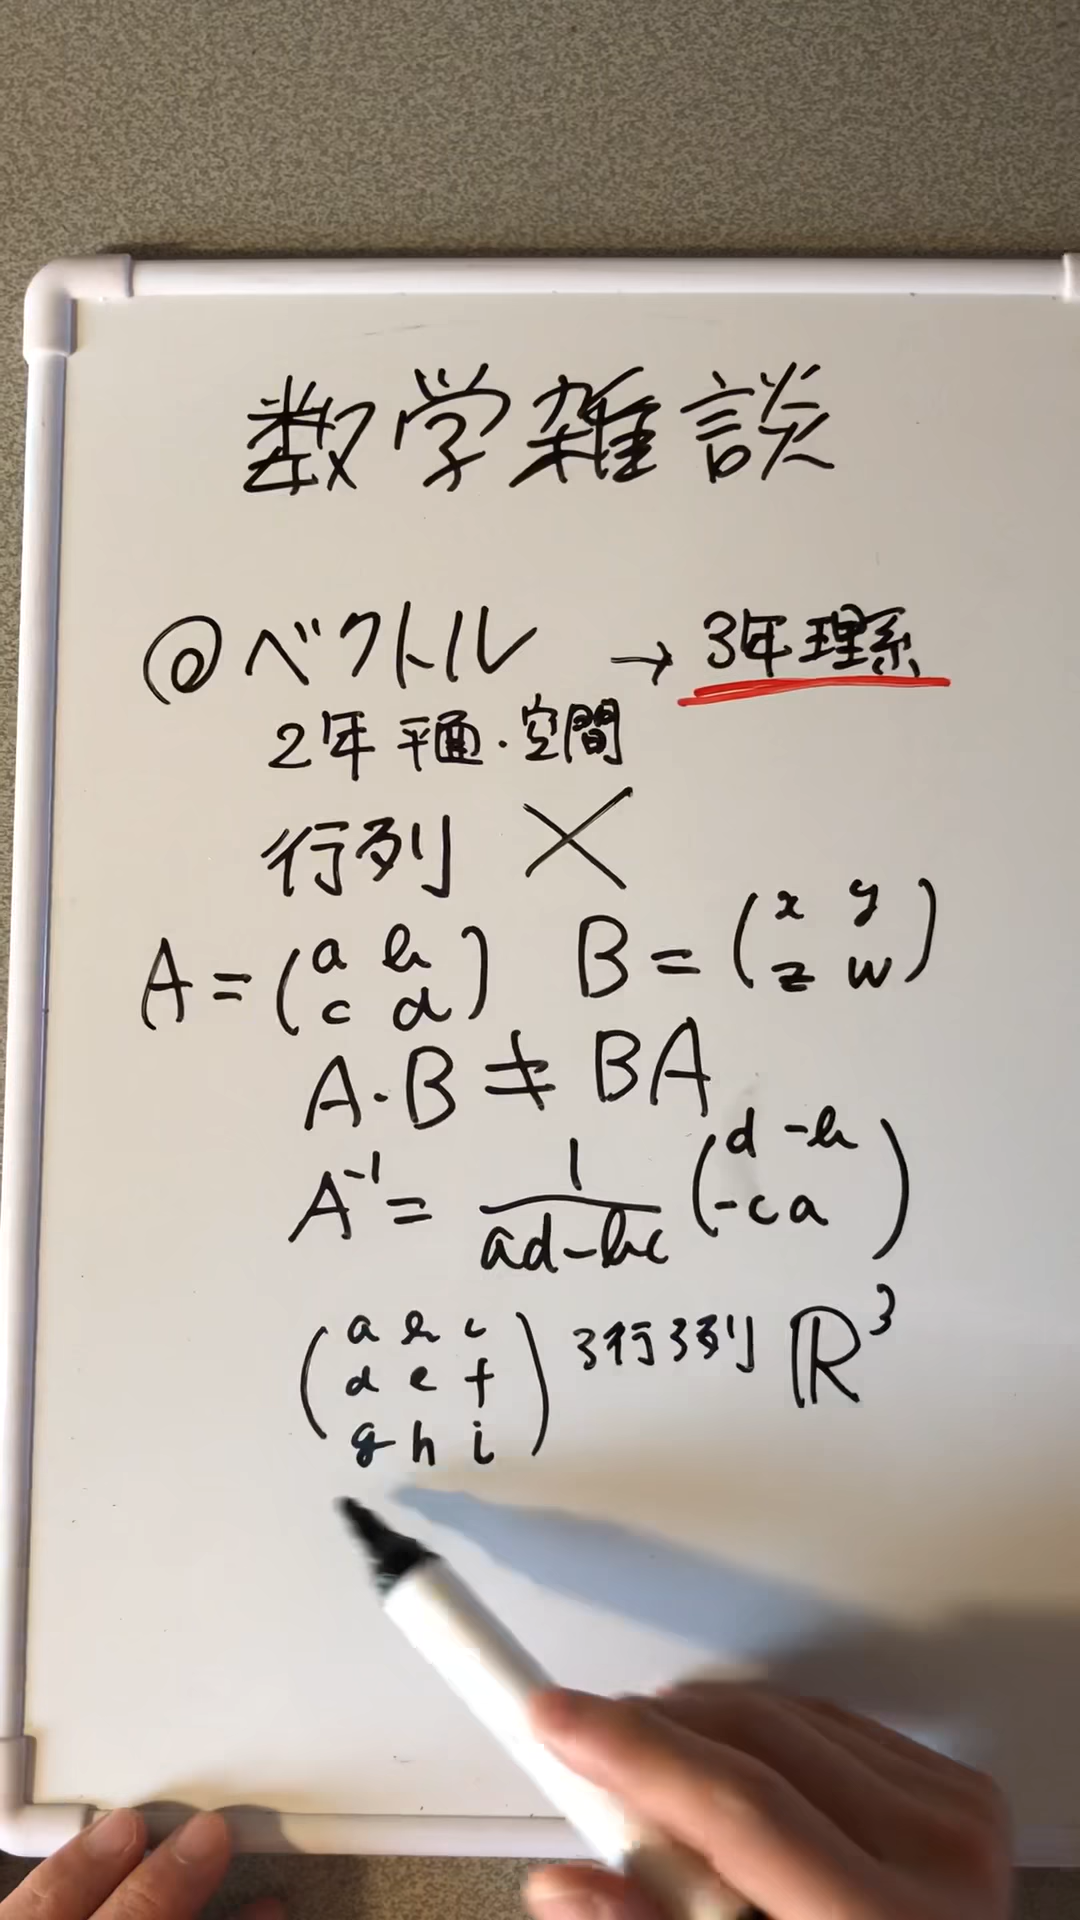 数学雑談
@ベクトル → 3年理系
2年 平面・空間
行列 ×
A = (a b
c d) B = (x y
z w)
A・B ≠ BA
A⁻¹ = 1/(ad-bc) (d -b
-c a)
(a b c
d e f
g h i) 3行3列 ℝ³